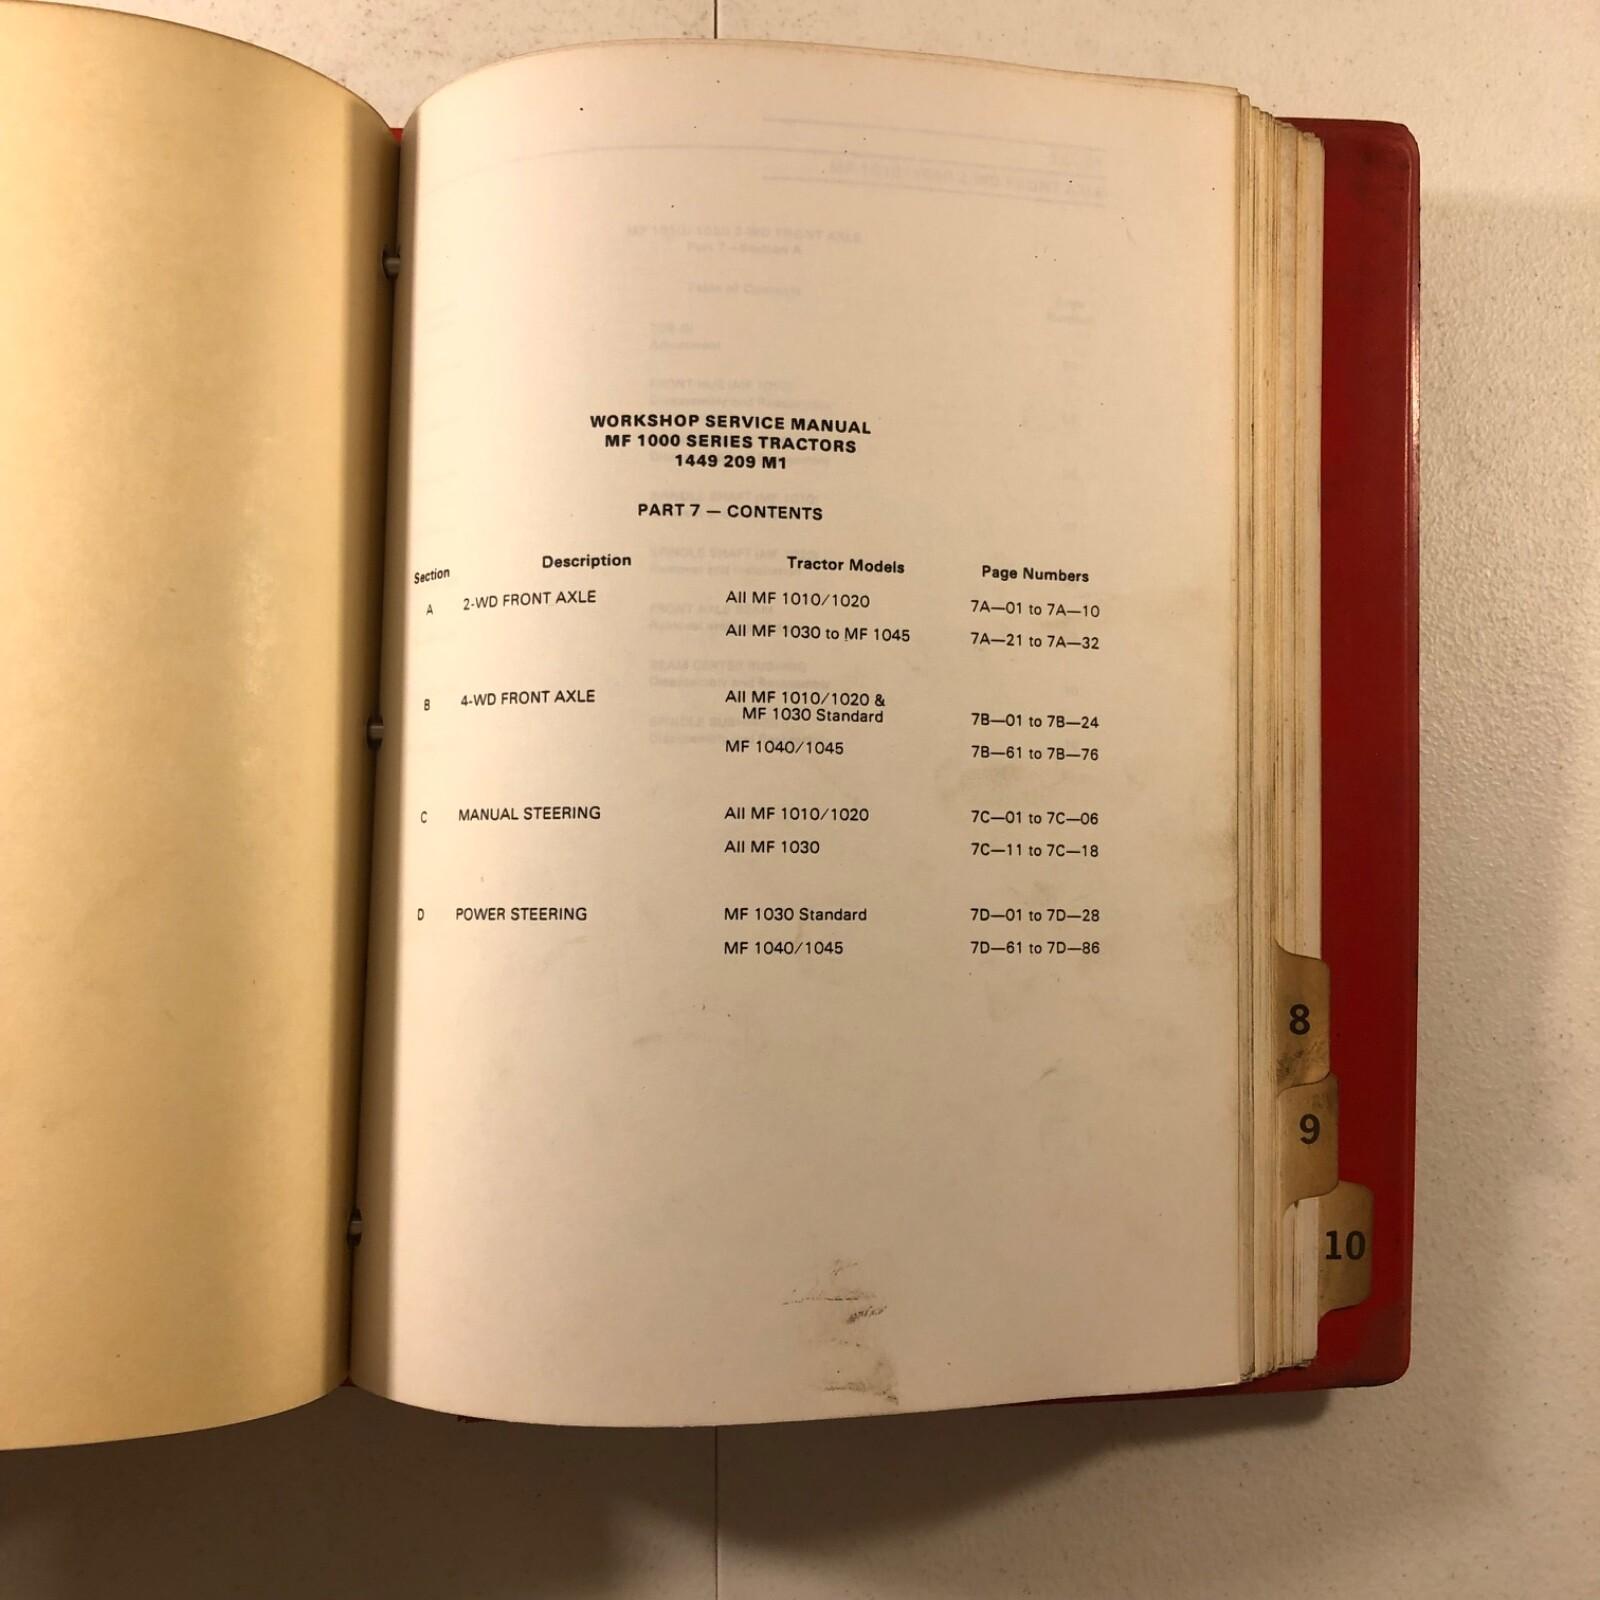 WORKSHOP SERVICE MANUAL
MF 1000 SERIES TRACTORS
1449 209 M1
PART 7 — CONTENTS
Section Description Tractor Models Page Numbers
A 2-WD FRONT AXLE All MF 1010/1020 7A—01 to 7A—10
All MF 1030 to MF 1045 7A—21 to 7A—32
B 4-WD FRONT AXLE All MF 1010/1020 &
MF 1030 Standard 7B—01 to 7B—24
MF 1040/1045 7B—61 to 7B—76
C MANUAL STEERING All MF 1010/1020 7C—01 to 7C—06
All MF 1030 7C—11 to 7C—18
D POWER STEERING MF 1030 Standard 7D—01 to 7D—28
MF 1040/1045 7D—61 to 7D—86
8
9
10